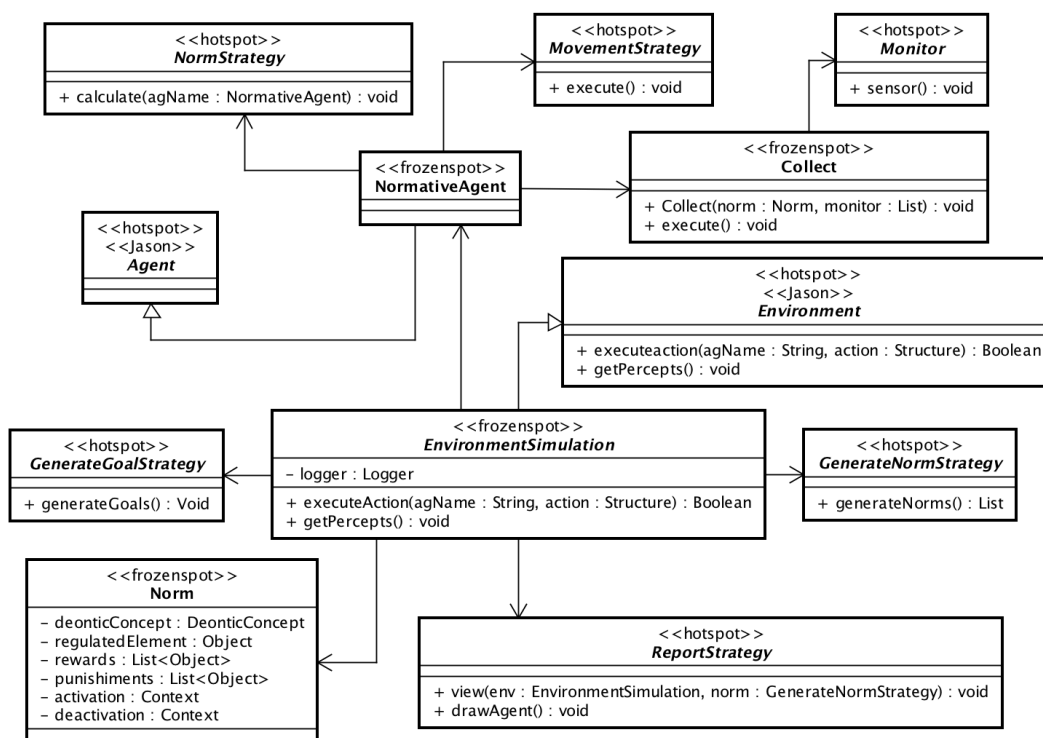 <<hotspot>>
NormStrategy
+ calculate(agName : NormativeAgent) : void
<<hotspot>>
MovementStrategy
+ execute() : void
<<hotspot>>
Monitor
+ sensor() : void
<<frozenspot>>
NormativeAgent
<<frozenspot>>
Collect
+ Collect(norm : Norm, monitor : List) : void
+ execute() : void
<<hotspot>>
<<Jason>>
Agent
<<hotspot>>
<<Jason>>
Environment
+ executeaction(agName : String, action : Structure) : Boolean
+ getPercepts() : void
<<frozenspot>>
EnvironmentSimulation
– logger : Logger
+ executeAction(agName : String, action : Structure) : Boolean
+ getPercepts() : void
<<hotspot>>
GenerateGoalStrategy
+ generateGoals() : Void
<<hotspot>>
GenerateNormStrategy
+ generateNorms() : List
<<frozenspot>>
Norm
– deonticConcept : DeonticConcept
– regulatedElement : Object
– rewards : List<Object>
– punishiments : List<Object>
– activation : Context
– deactivation : Context
<<hotspot>>
ReportStrategy
+ view(env : EnvironmentSimulation, norm : GenerateNormStrategy) : void
+ drawAgent() : void